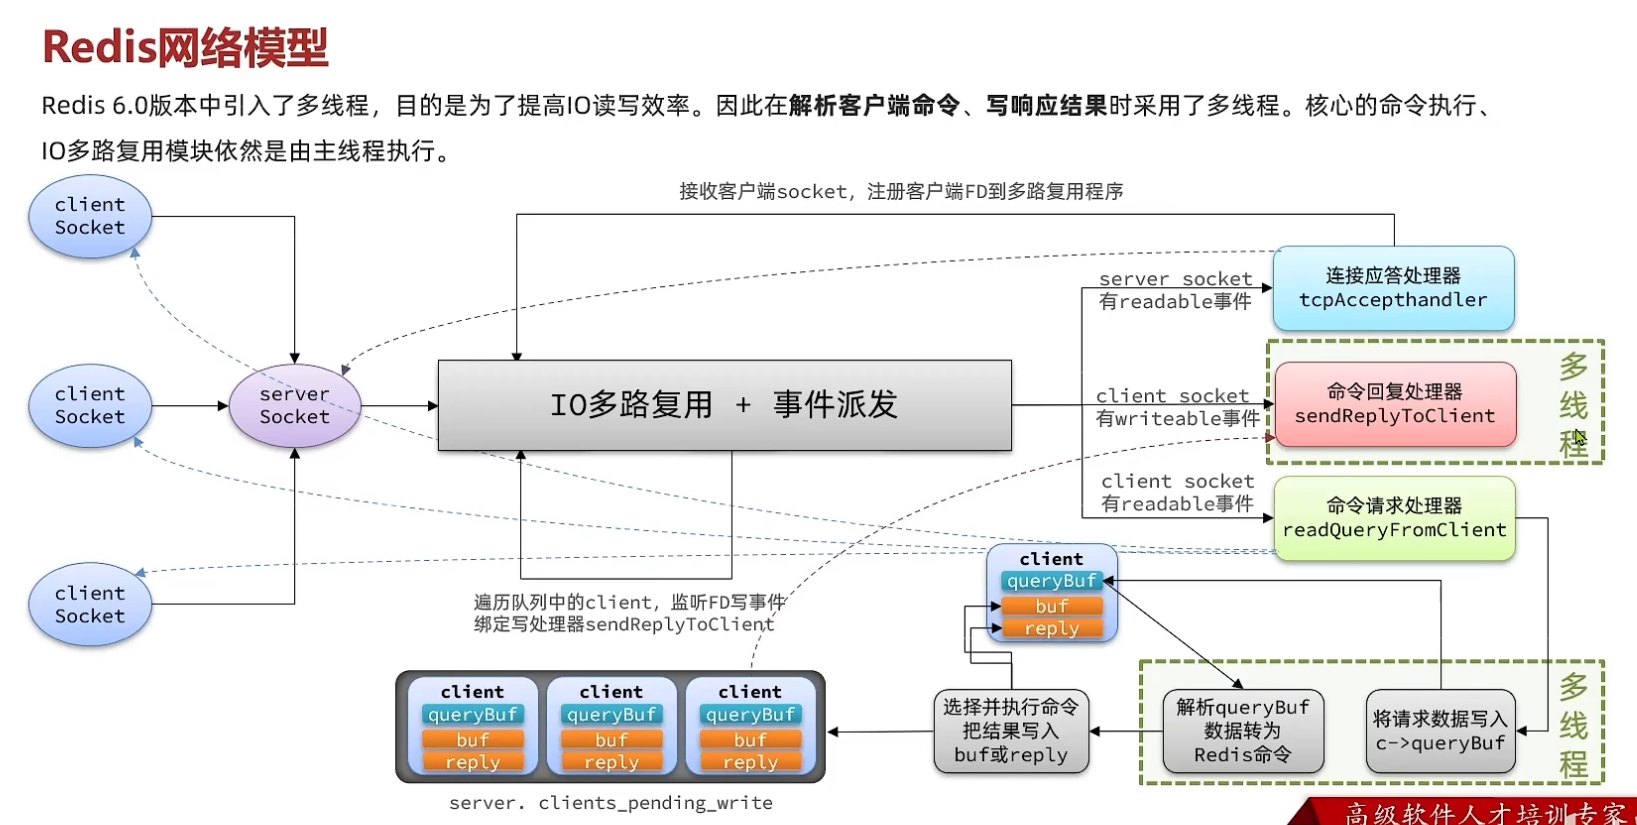 Redis网络模型
Redis 6.0版本中引入了多线程，目的是为了提高IO读写效率。因此在解析客户端命令、写响应结果时采用了多线程。核心的命令执行、
IO多路复用模块依然是由主线程执行。
接收客户端socket，注册客户端FD到多路复用程序
client
Socket
client
Socket
client
Socket
server
Socket
IO多路复用 + 事件派发
server socket
有readable事件
连接应答处理器
tcpAccepthandler
client socket
有writeable事件
命令回复处理器
sendReplyToClient
多
线
程
client socket
有readable事件
命令请求处理器
readQueryFromClient
遍历队列中的client，监听FD写事件
绑定写处理器sendReplyToClient
client
queryBuf
buf
reply
client
queryBuf
buf
reply
client
queryBuf
buf
reply
client
queryBuf
buf
reply
server. clients_pending_write
选择并执行命令
把结果写入
buf或reply
解析queryBuf
数据转为
Redis命令
将请求数据写入
c->queryBuf
多
线
程
高级软件人才培训专家